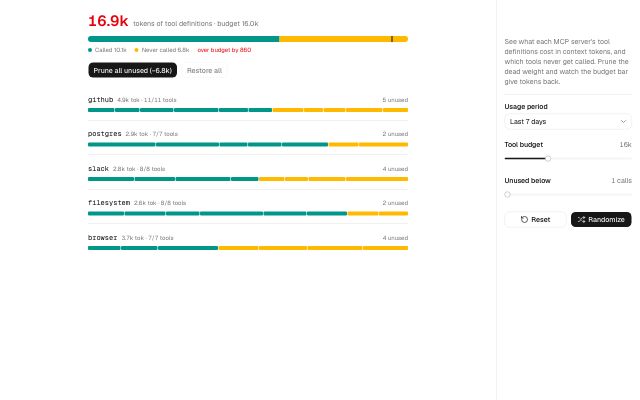 16.9k tokens of tool definitions · budget 16.0k
Called 10.1k Never called 6.8k over budget by 860
Prune all unused (−6.8k) Restore all
github 4.9k tok · 11/11 tools 5 unused
postgres 2.9k tok · 7/7 tools 2 unused
slack 2.8k tok · 8/8 tools 4 unused
filesystem 2.6k tok · 8/8 tools 2 unused
browser 3.7k tok · 7/7 tools 4 unused
See what each MCP server's tool
definitions cost in context tokens, and
which tools never get called. Prune the
dead weight and watch the budget bar
give tokens back.
Usage period
Last 7 days
Tool budget 16k
Unused below 1 calls
Reset Randomize